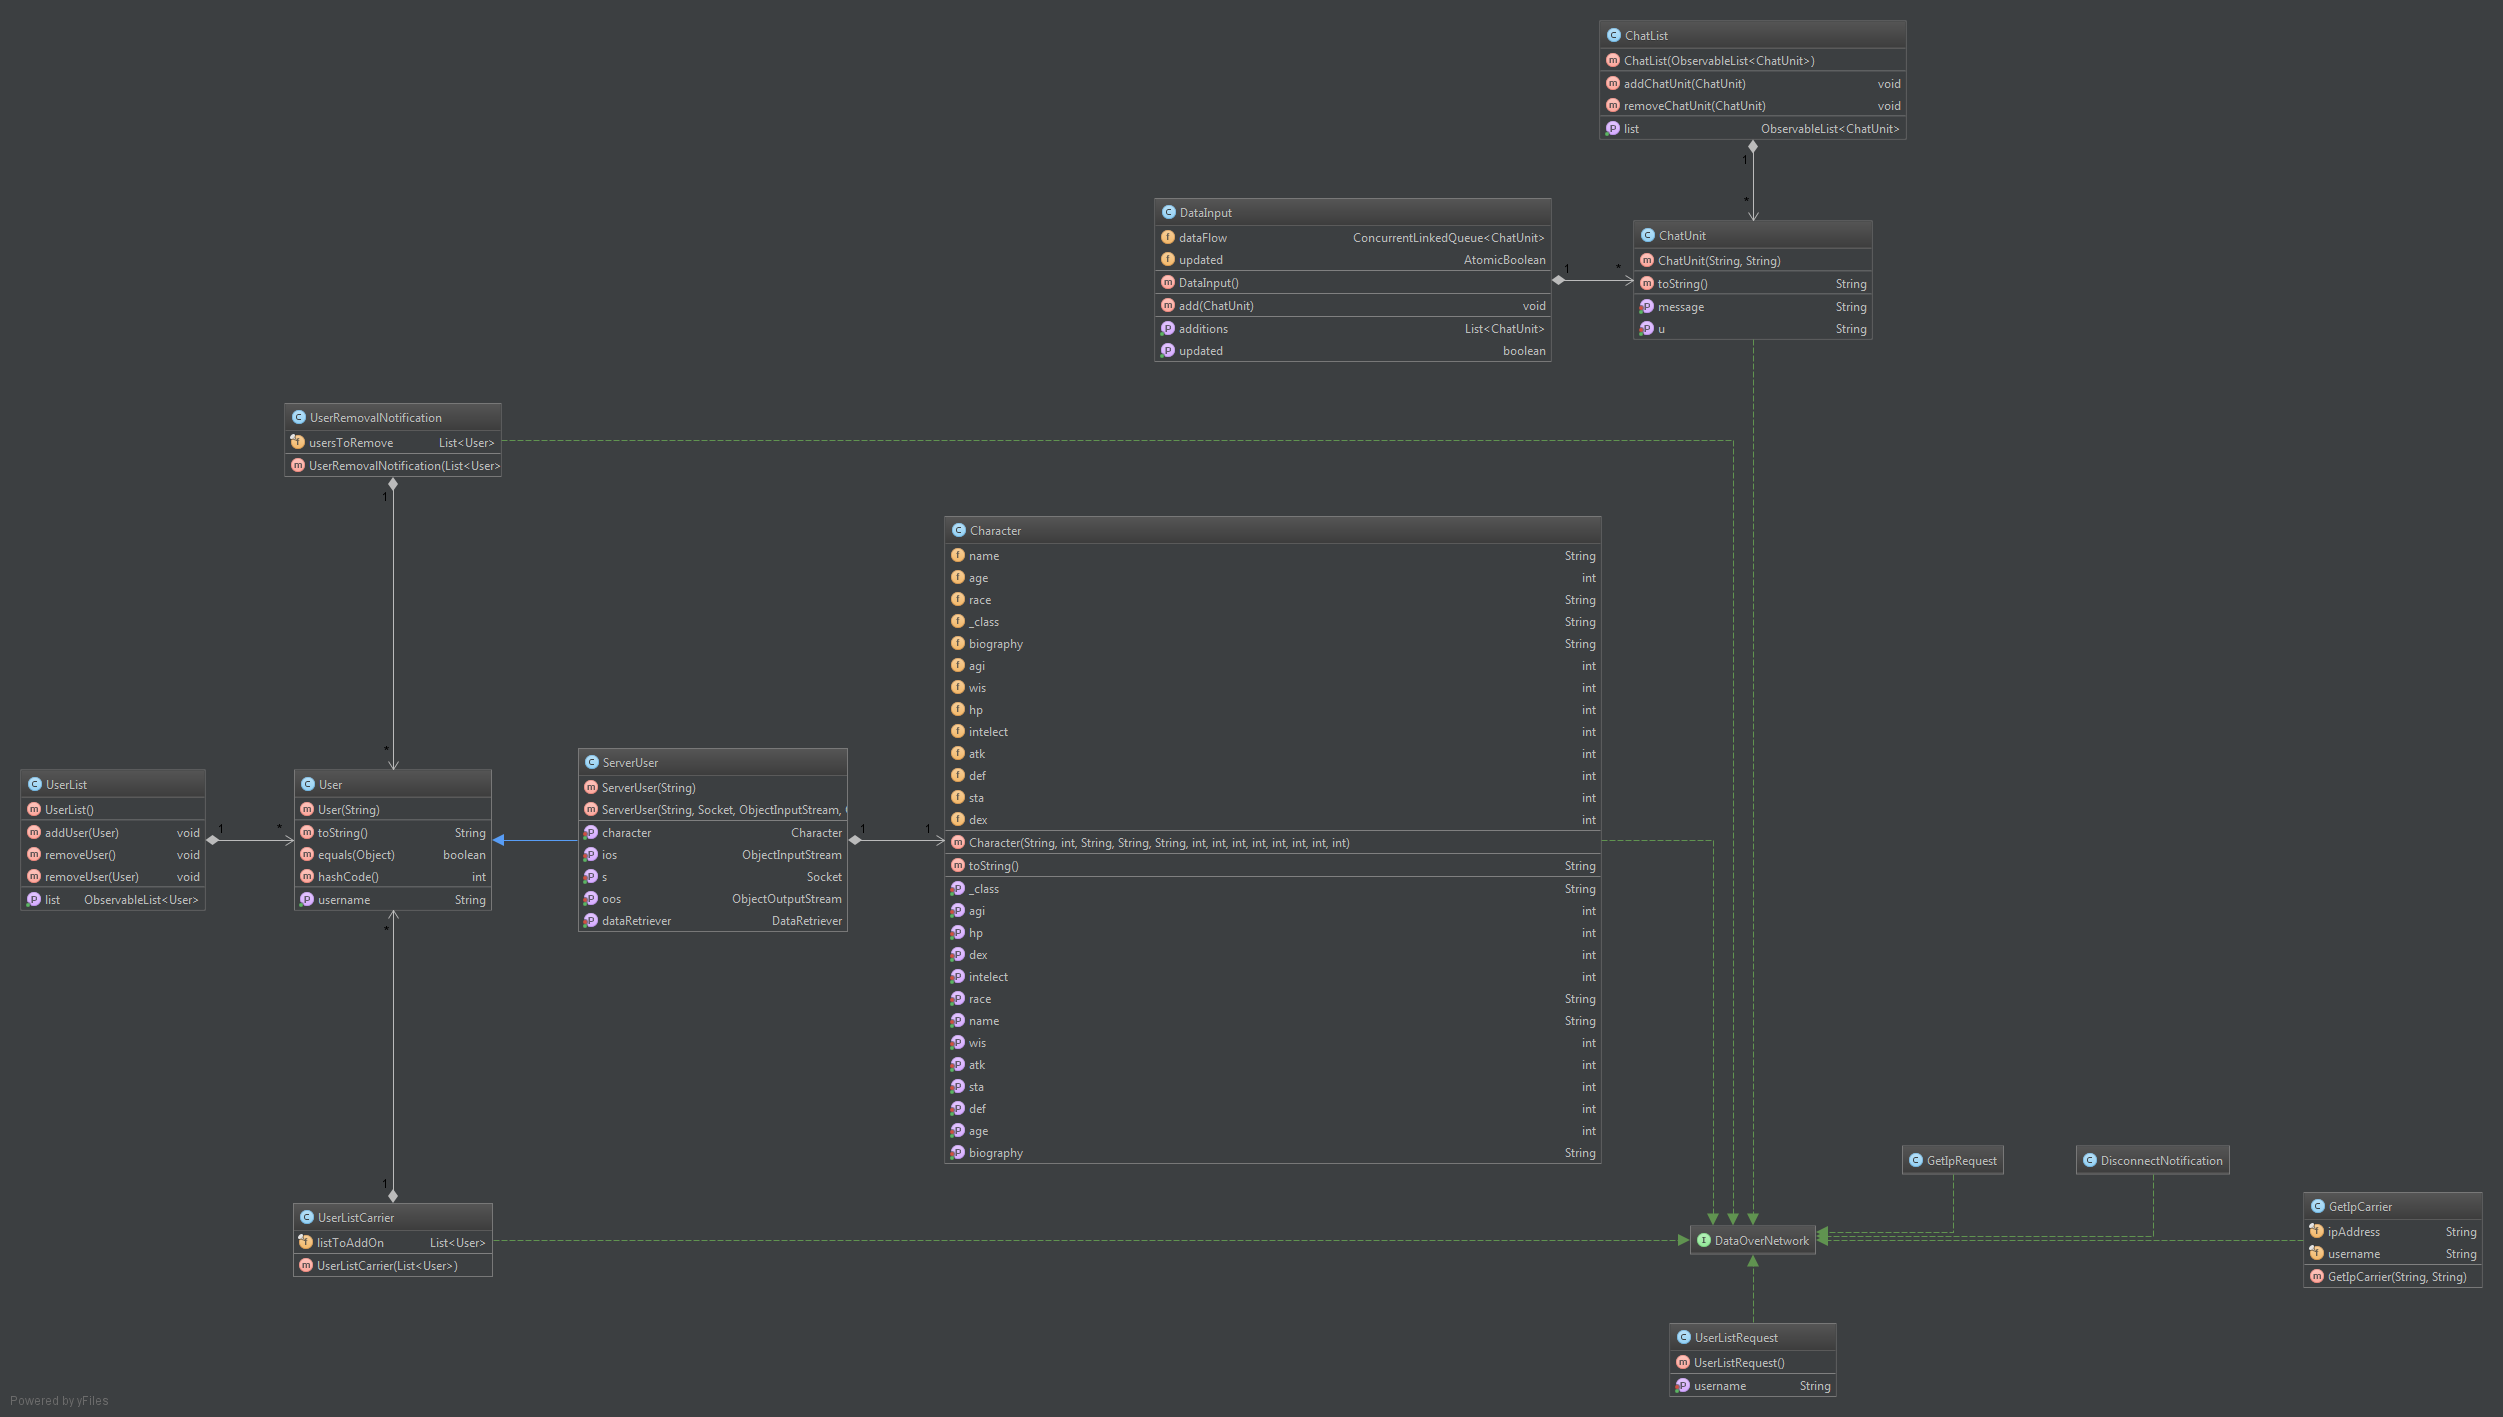 ChatList
ChatList(ObservableList<ChatUnit>)
addChatUnit(ChatUnit) void
removeChatUnit(ChatUnit) void
list ObservableList<ChatUnit>
1
*
DataInput
dataFlow ConcurrentLinkedQueue<ChatUnit>
updated AtomicBoolean
DataInput()
add(ChatUnit) void
additions List<ChatUnit>
updated boolean
1
*
ChatUnit
ChatUnit(String, String)
toString() String
message String
u String
UserRemovalNotification
usersToRemove List<User>
UserRemovalNotification(List<User>
1
*
Character
name String
age int
race String
_class String
biography String
agi int
wis int
hp int
intelect int
atk int
def int
sta int
dex int
Character(String, int, String, String, String, int, int, int, int, int, int, int, int)
toString() String
_class String
agi int
hp int
dex int
intelect int
race String
name String
wis int
atk int
sta int
def int
age int
biography String
UserList
UserList()
addUser(User) void
removeUser() void
removeUser(User) void
list ObservableList<User>
1
*
User
User(String)
toString() String
equals(Object) boolean
hashCode() int
username String
*
1
ServerUser
ServerUser(String)
ServerUser(String, Socket, ObjectInputStream,
character Character
ios ObjectInputStream
s Socket
oos ObjectOutputStream
dataRetriever DataRetriever
1
1
UserListCarrier
listToAddOn List<User>
UserListCarrier(List<User>)
GetIpRequest
DisconnectNotification
GetIpCarrier
ipAddress String
username String
GetIpCarrier(String, String)
DataOverNetwork
UserListRequest
UserListRequest()
username String
Powered by yFiles